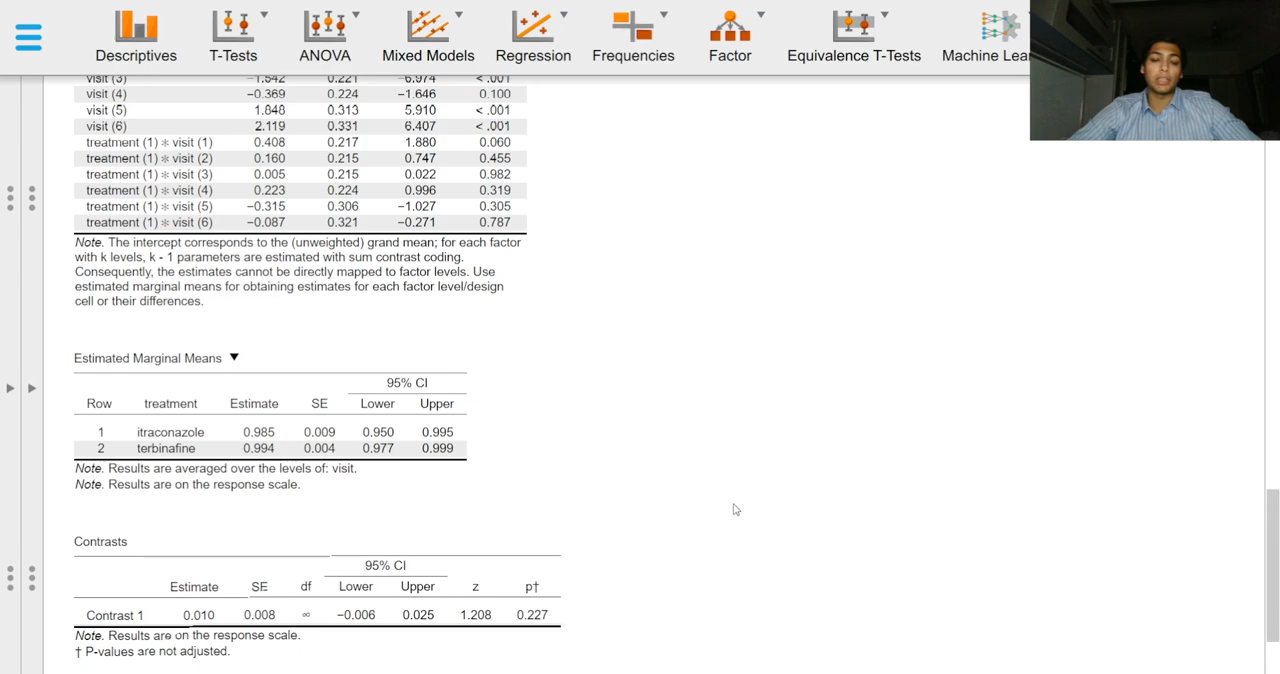 Descriptives T-Tests ANOVA Mixed Models Regression Frequencies Factor Equivalence T-Tests Machine Lea
visit (3) −1.542 0.221 −6.974 < .001
visit (4) −0.369 0.224 −1.646 0.100
visit (5) 1.848 0.313 5.910 < .001
visit (6) 2.119 0.331 6.407 < .001
treatment (1) ✻ visit (1) 0.408 0.217 1.880 0.060
treatment (1) ✻ visit (2) 0.160 0.215 0.747 0.455
treatment (1) ✻ visit (3) 0.005 0.215 0.022 0.982
treatment (1) ✻ visit (4) 0.223 0.224 0.996 0.319
treatment (1) ✻ visit (5) −0.315 0.306 −1.027 0.305
treatment (1) ✻ visit (6) −0.087 0.321 −0.271 0.787
Note. The intercept corresponds to the (unweighted) grand mean; for each factor
with k levels, k - 1 parameters are estimated with sum contrast coding.
Consequently, the estimates cannot be directly mapped to factor levels. Use
estimated marginal means for obtaining estimates for each factor level/design
cell or their differences.
Estimated Marginal Means ▼
95% CI
Row treatment Estimate SE Lower Upper
1 itraconazole 0.985 0.009 0.950 0.995
2 terbinafine 0.994 0.004 0.977 0.999
Note. Results are averaged over the levels of: visit.
Note. Results are on the response scale.
Contrasts
95% CI
Estimate SE df Lower Upper z p†
Contrast 1 0.010 0.008 ∞ −0.006 0.025 1.208 0.227
Note. Results are on the response scale.
† P-values are not adjusted.